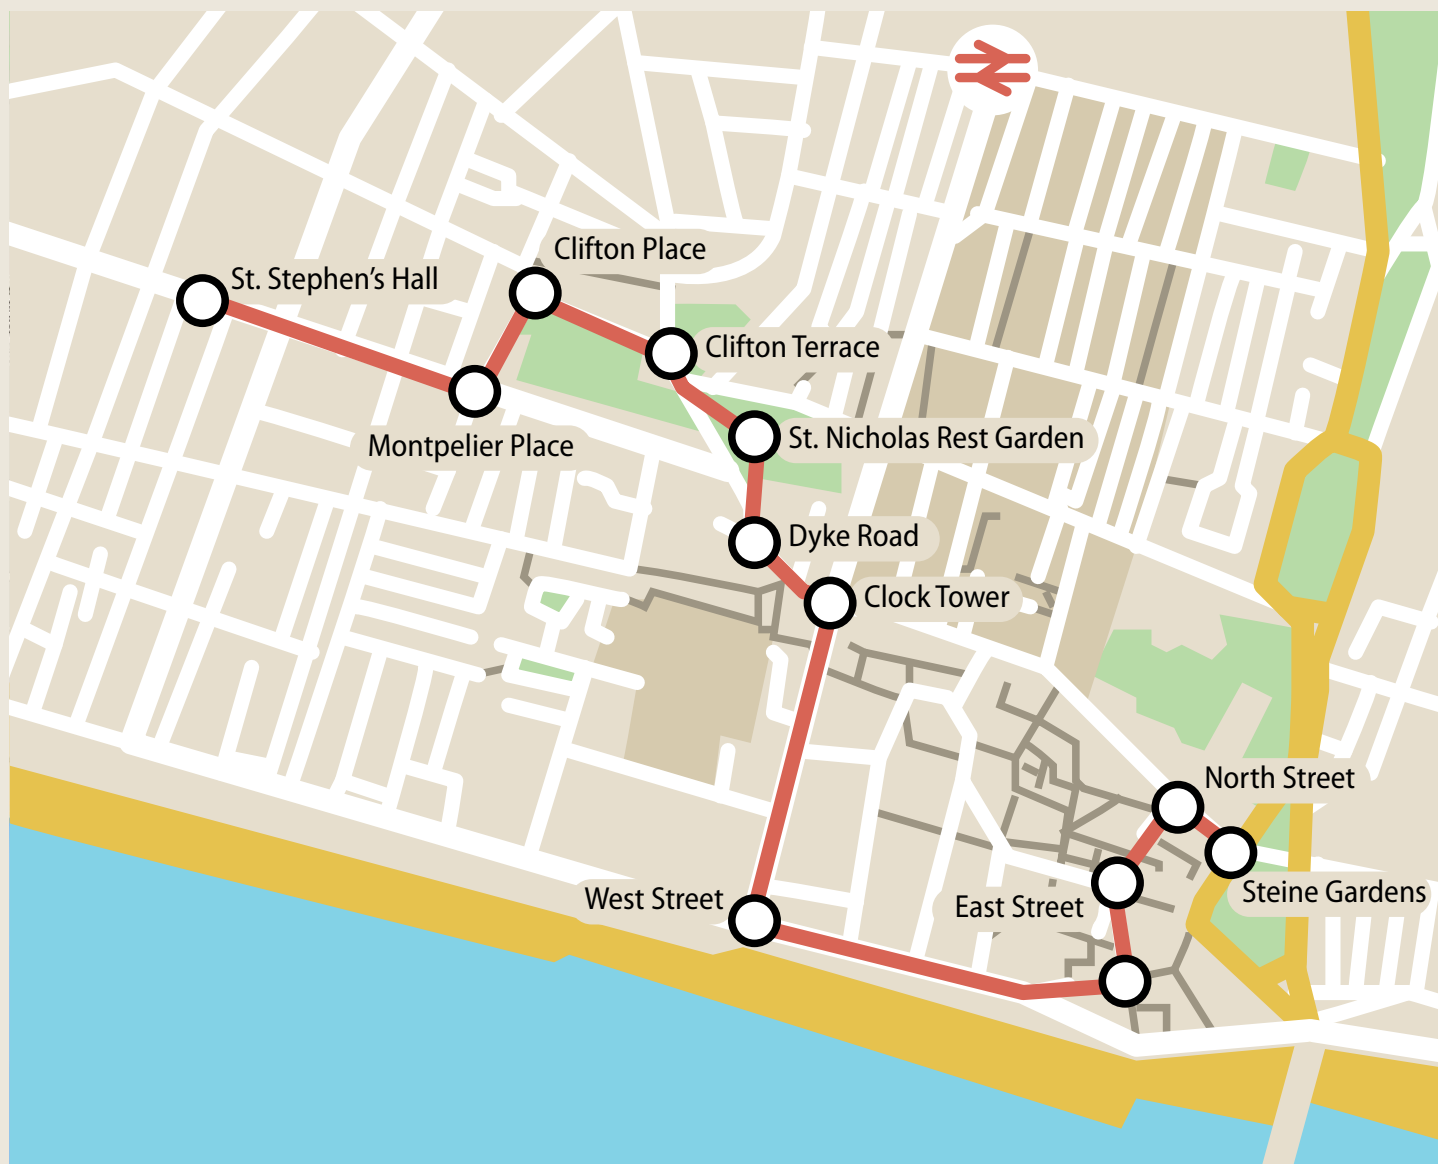 Clifton Place
St. Stephen's Hall
Clifton Terrace
Montpelier Place
St. Nicholas Rest Garden
Dyke Road
Clock Tower
North Street
West Street
East Street
Steine Gardens